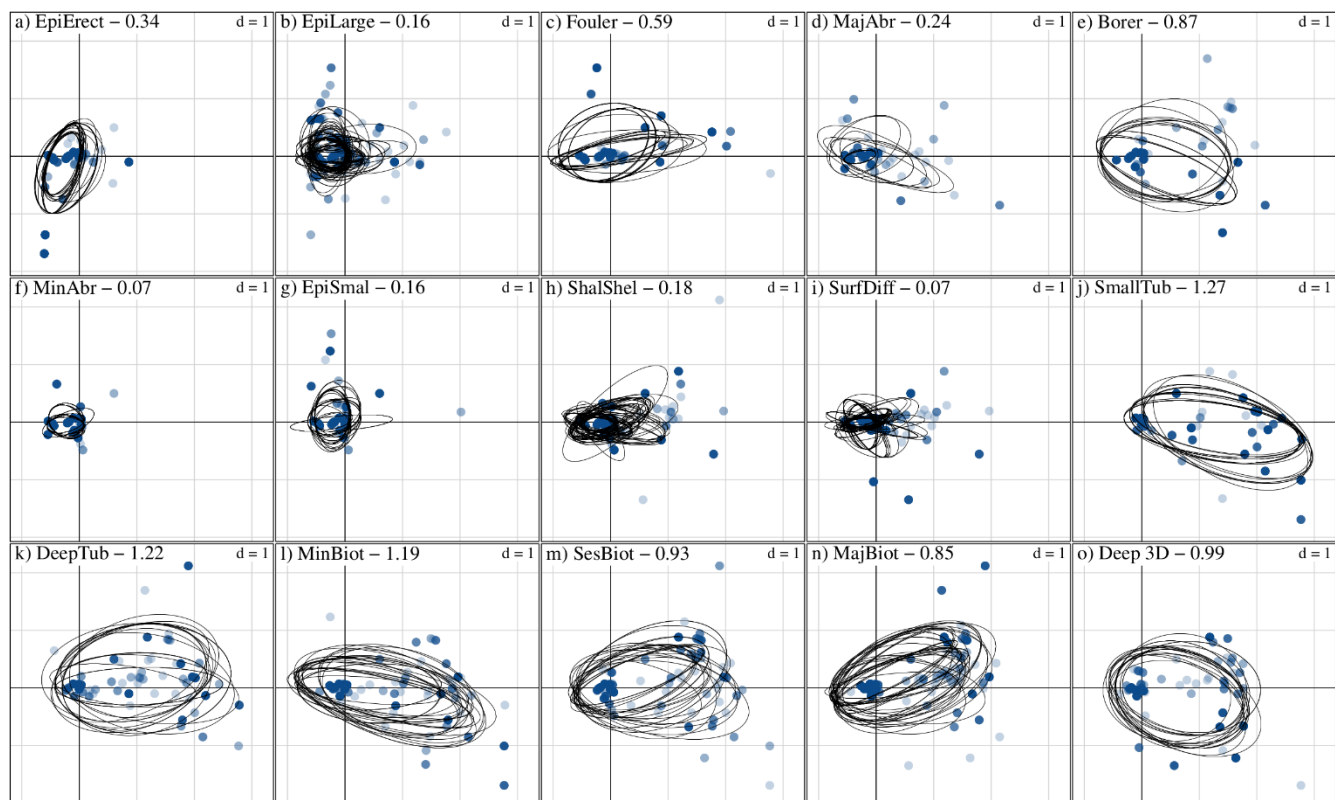 a) EpiErect − 0.34 d = 1
b) EpiLarge − 0.16 d = 1
c) Fouler − 0.59 d = 1
d) MajAbr − 0.24 d = 1
e) Borer − 0.87 d = 1
f) MinAbr − 0.07 d = 1
g) EpiSmal − 0.16 d = 1
h) ShalShel − 0.18 d = 1
i) SurfDiff − 0.07 d = 1
j) SmallTub − 1.27 d = 1
k) DeepTub − 1.22 d = 1
l) MinBiot − 1.19 d = 1
m) SesBiot − 0.93 d = 1
n) MajBiot − 0.85 d = 1
o) Deep 3D − 0.99 d = 1